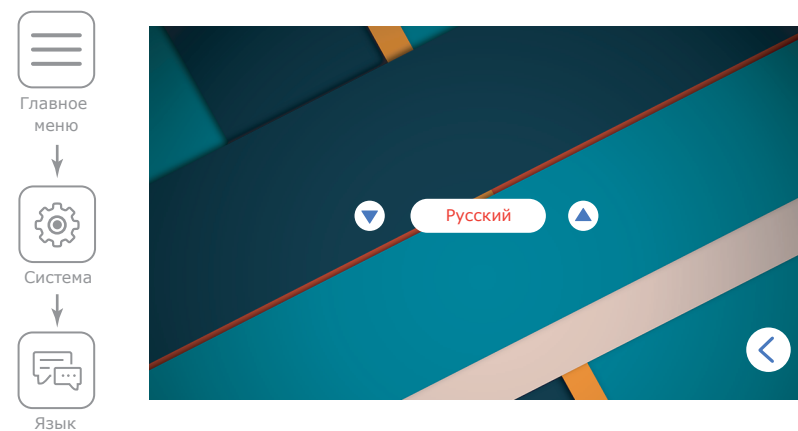 Главное
меню
Система
Язык
Русский